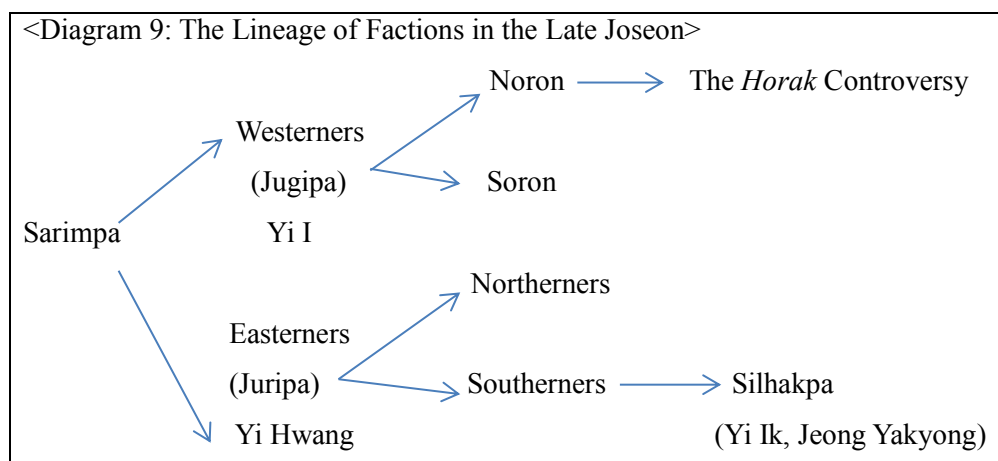 <Diagram 9: The Lineage of Factions in the Late Joseon>
Noron The Horak Controversy
Westerners
(Jugipa) Soron
Sarimpa Yi I
Northerners
Easterners
(Juripa) Southerners Silhakpa
Yi Hwang (Yi Ik, Jeong Yakyong)